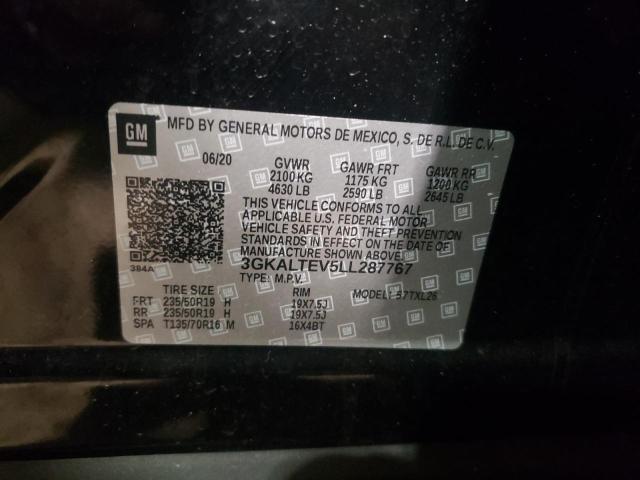 GM MFD BY GENERAL MOTORS DE MEXICO, S. DE R.L. DE C.V.
06/20 GVWR GAWR FRT GAWR RR
2100 KG 1175 KG 1200 KG
4630 LB 2590 LB 2645 LB
THIS VEHICLE CONFORMS TO ALL
APPLICABLE U.S. FEDERAL MOTOR
VEHICLE SAFETY AND THEFT PREVENTION
STANDARDS IN EFFECT ON THE DATE OF
MANUFACTURE SHOWN ABOVE.
384A 3GKALTEV5LL287767
TYPE: M.P.V.
TIRE SIZE RIM MODEL: S7TXL26
FRT 235/50R19 H 19X7.5J
RR 235/50R19 H 19X7.5J
SPA T135/70R16 M 16X4BT